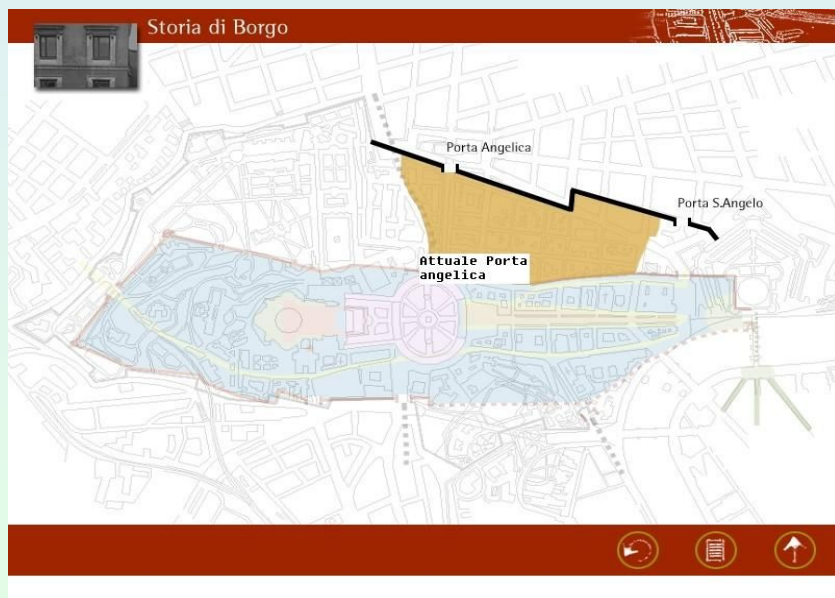 Storia di Borgo
Porta Angelica
Porta S.Angelo
Attuale Porta
angelica